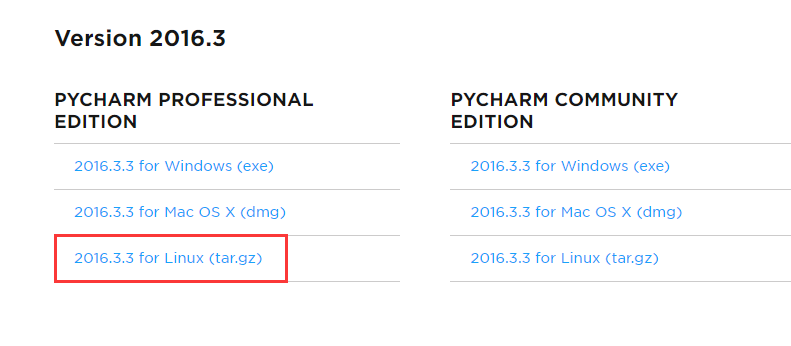 Version 2016.3
PYCHARM PROFESSIONAL
EDITION
2016.3.3 for Windows (exe)
2016.3.3 for Mac OS X (dmg)
2016.3.3 for Linux (tar.gz)
PYCHARM COMMUNITY
EDITION
2016.3.3 for Windows (exe)
2016.3.3 for Mac OS X (dmg)
2016.3.3 for Linux (tar.gz)